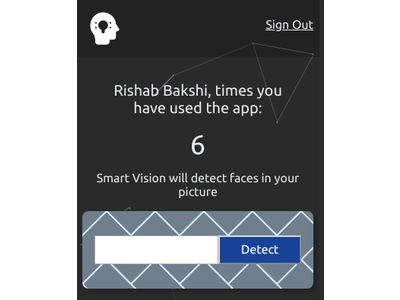 Sign Out
Rishab Bakshi, times you
have used the app:
6
Smart Vision will detect faces in your
picture
Detect